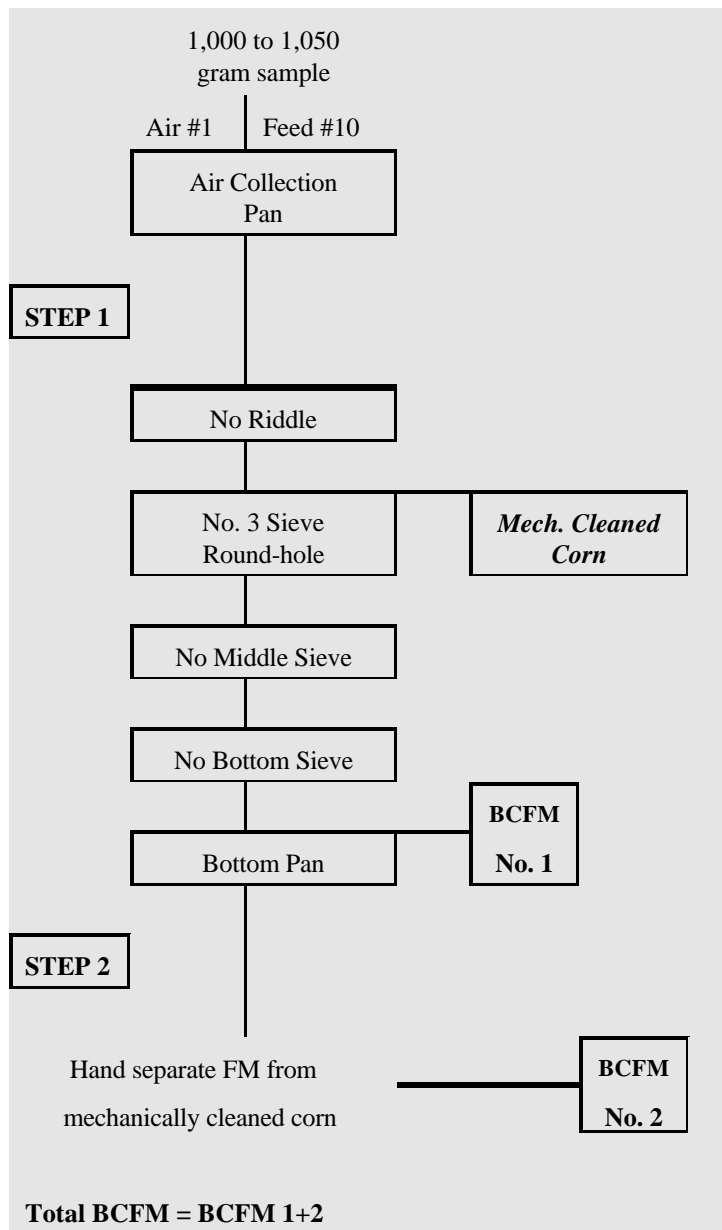 1,000 to 1,050
gram sample
Air #1
Feed #10
Air Collection
Pan
STEP 1
No Riddle
No. 3 Sieve
Round-hole
Mech. Cleaned
Corn
No Middle Sieve
No Bottom Sieve
BCFM
No. 1
Bottom Pan
STEP 2
Hand separate FM from
mechanically cleaned corn
BCFM
No. 2
Total BCFM = BCFM 1+2